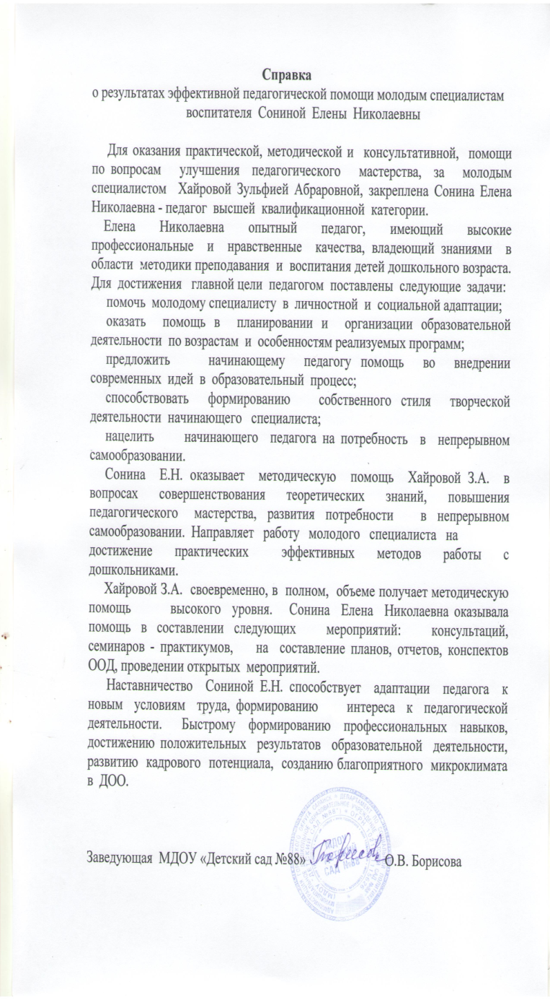 Справка
о результатах эффективной педагогической помощи молодым специалистам
воспитателя Сониной Елены Николаевны
Для оказания практической, методической и консультативной, помощи
по вопросам улучшения педагогического мастерства, за молодым
специалистом Хайровой Зульфией Абраровной, закреплена Сонина Елена
Николаевна - педагог высшей квалификационной категории.
Елена Николаевна опытный педагог, имеющий высокие
профессиональные и нравственные качества, владеющий знаниями в
области методики преподавания и воспитания детей дошкольного возраста.
Для достижения главной цели педагогом поставлены следующие задачи:
помочь молодому специалисту в личностной и социальной адаптации;
оказать помощь в планировании и организации образовательной
деятельности по возрастам и особенностям реализуемых программ;
предложить начинающему педагогу помощь во внедрении
современных идей в образовательный процесс;
способствовать формированию собственного стиля творческой
деятельности начинающего специалиста;
нацелить начинающего педагога на потребность в непрерывном
самообразовании.
Сонина Е.Н. оказывает методическую помощь Хайровой З.А. в
вопросах совершенствования теоретических знаний, повышения
педагогического мастерства, развития потребности в непрерывном
самообразовании. Направляет работу молодого специалиста на
достижение практических эффективных методов работы с
дошкольниками.
Хайровой З.А. своевременно, в полном, объеме получает методическую
помощь высокого уровня. Сонина Елена Николаевна оказывала
помощь в составлении следующих мероприятий: консультаций,
семинаров - практикумов, на составление планов, отчетов, конспектов
ООД, проведении открытых мероприятий.
Наставничество Сониной Е.Н. способствует адаптации педагога к
новым условиям труда, формированию интереса к педагогической
деятельности. Быстрому формированию профессиональных навыков,
достижению положительных результатов образовательной деятельности,
развитию кадрового потенциала, созданию благоприятного микроклимата
в ДОО.
Заведующая МДОУ «Детский сад №88» О.В. Борисова